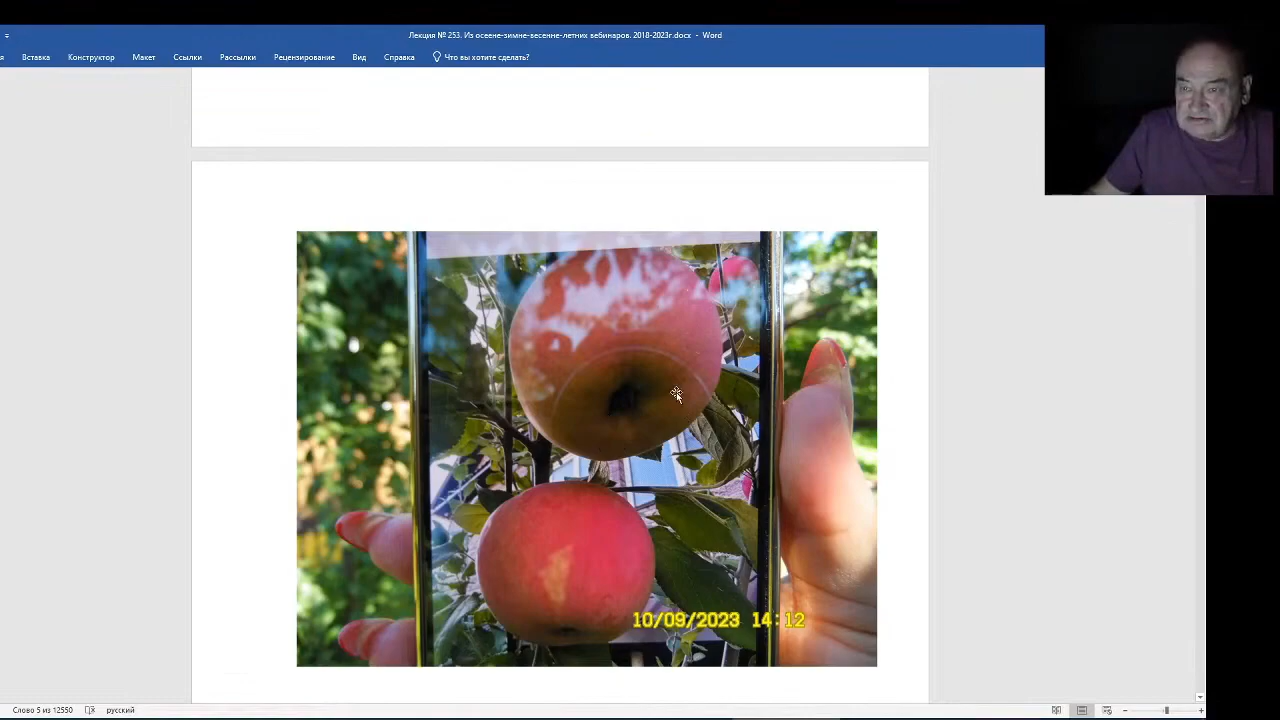 Лекция № 253. Из осеене-зимне-весенне-летних вебинаров. 2018-2023г.docx - Word
Вставка Конструктор Макет Ссылки Рассылки Рецензирование Вид Справка Что вы хотите сделать?
10/09/2023 14:12
Слово 5 из 12550 русский